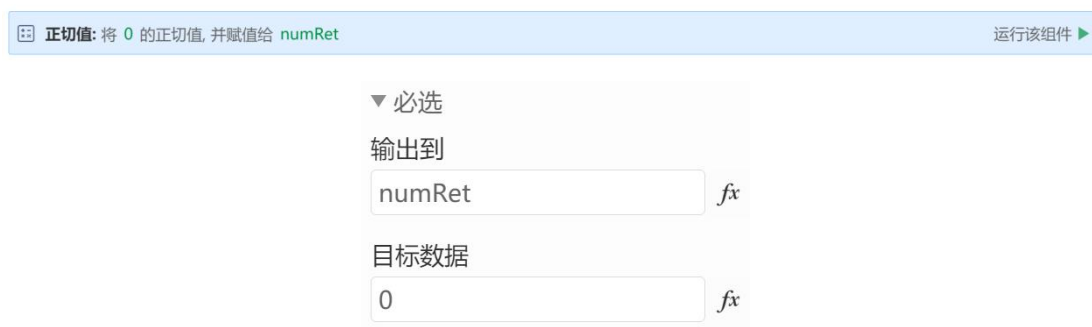 正切值: 将 0 的正切值, 并赋值给 numRet 运行该组件
必选
输出到
numRet fx
目标数据
0 fx